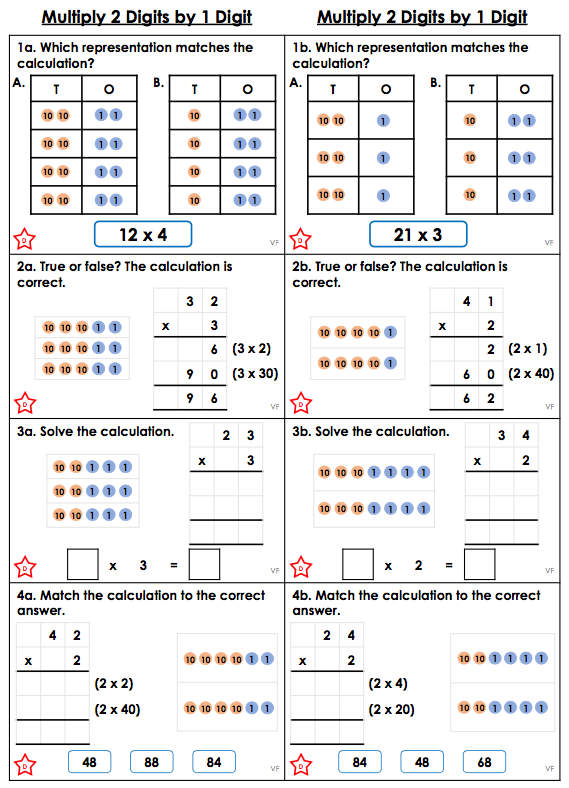 Multiply 2 Digits by 1 Digit
Multiply 2 Digits by 1 Digit
1a. Which representation matches the
calculation?
A.
T O
10 10 1 1
10 10 1 1
10 10 1 1
10 10 1 1
B.
T O
10 1 1
10 1 1
10 1 1
10 1 1
12 x 4
D
VF
1b. Which representation matches the
calculation?
A.
T O
10 10 1
10 10 1
10 10 1
B.
T O
10 1 1
10 1 1
10 1 1
21 x 3
D
VF
2a. True or false? The calculation is
correct.
10 10 10 1 1
10 10 10 1 1
10 10 10 1 1
3 2
x 3
6 (3 x 2)
9 0 (3 x 30)
9 6
D
VF
2b. True or false? The calculation is
correct.
10 10 10 10 1
10 10 10 10 1
4 1
x 2
2 (2 x 1)
6 0 (2 x 40)
6 2
D
VF
3a. Solve the calculation.
10 10 1 1 1
10 10 1 1 1
10 10 1 1 1
2 3
x 3
x 3 =
D
VF
3b. Solve the calculation.
10 10 10 1 1 1 1
10 10 10 1 1 1 1
3 4
x 2
x 2 =
D
VF
4a. Match the calculation to the correct
answer.
4 2
x 2
(2 x 2)
(2 x 40)
10 10 10 10 1 1
10 10 10 10 1 1
48 88 84
D
VF
4b. Match the calculation to the correct
answer.
2 4
x 2
(2 x 4)
(2 x 20)
10 10 1 1 1 1
10 10 1 1 1 1
84 48 68
D
VF